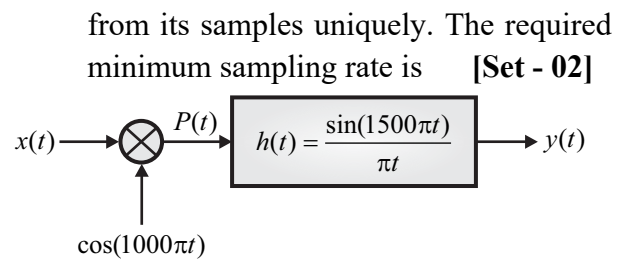 from its samples uniquely. The required
minimum sampling rate is [Set - 02]
x(t) P(t) h(t) = sin(1500πt)/πt y(t)
cos(1000πt)